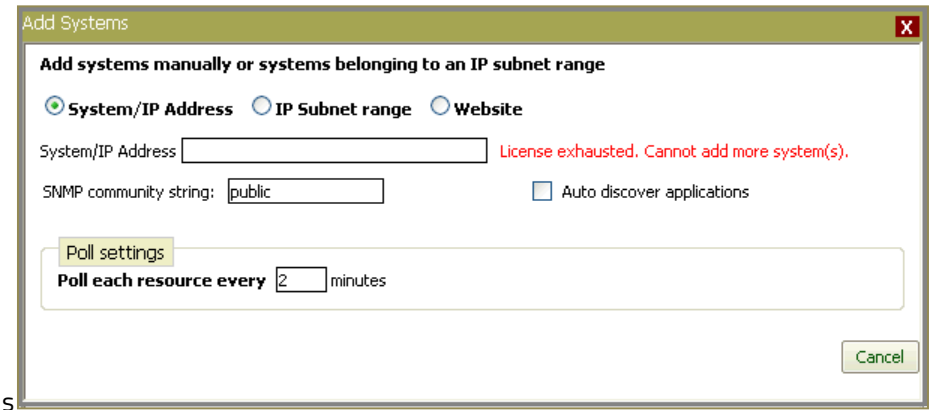 Add Systems X
Add systems manually or systems belonging to an IP subnet range
System/IP Address IP Subnet range Website
System/IP Address License exhausted. Cannot add more system(s).
SNMP community string: public Auto discover applications
Poll settings
Poll each resource every 2 minutes
Cancel
s